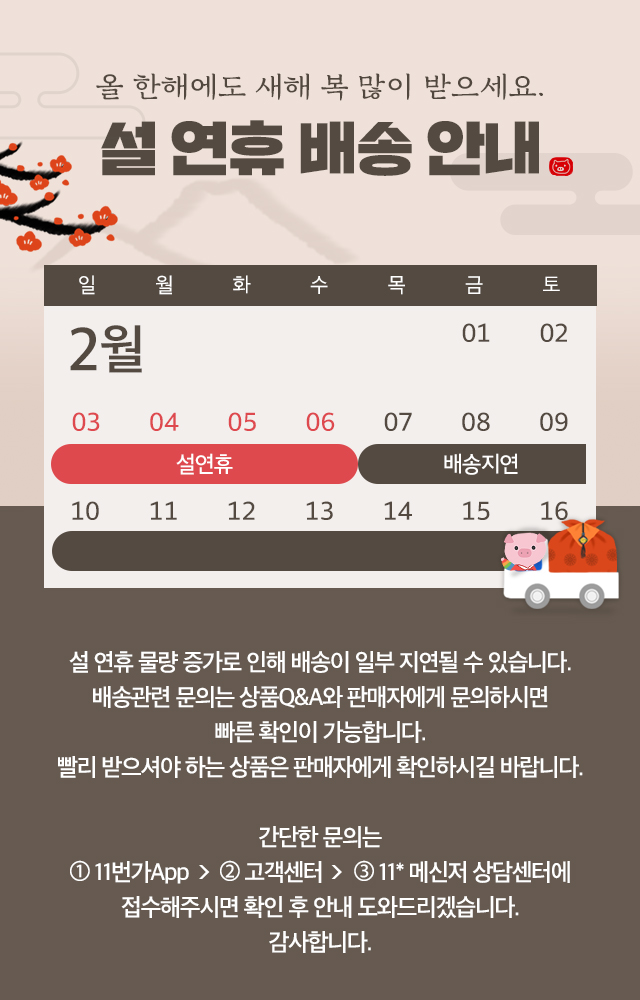 올 한해에도 새해 복 많이 받으세요.
설 연휴 배송 안내
일 월 화 수 목 금 토
2월
01 02
03 04 05 06 07 08 09
설연휴 배송지연
10 11 12 13 14 15 16
설 연휴 물량 증가로 인해 배송이 일부 지연될 수 있습니다.
배송관련 문의는 상품Q&A와 판매자에게 문의하시면
빠른 확인이 가능합니다.
빨리 받으셔야 하는 상품은 판매자에게 확인하시길 바랍니다.
간단한 문의는
① 11번가App > ② 고객센터 > ③ 11* 메신저 상담센터에
접수해주시면 확인 후 안내 도와드리겠습니다.
감사합니다.